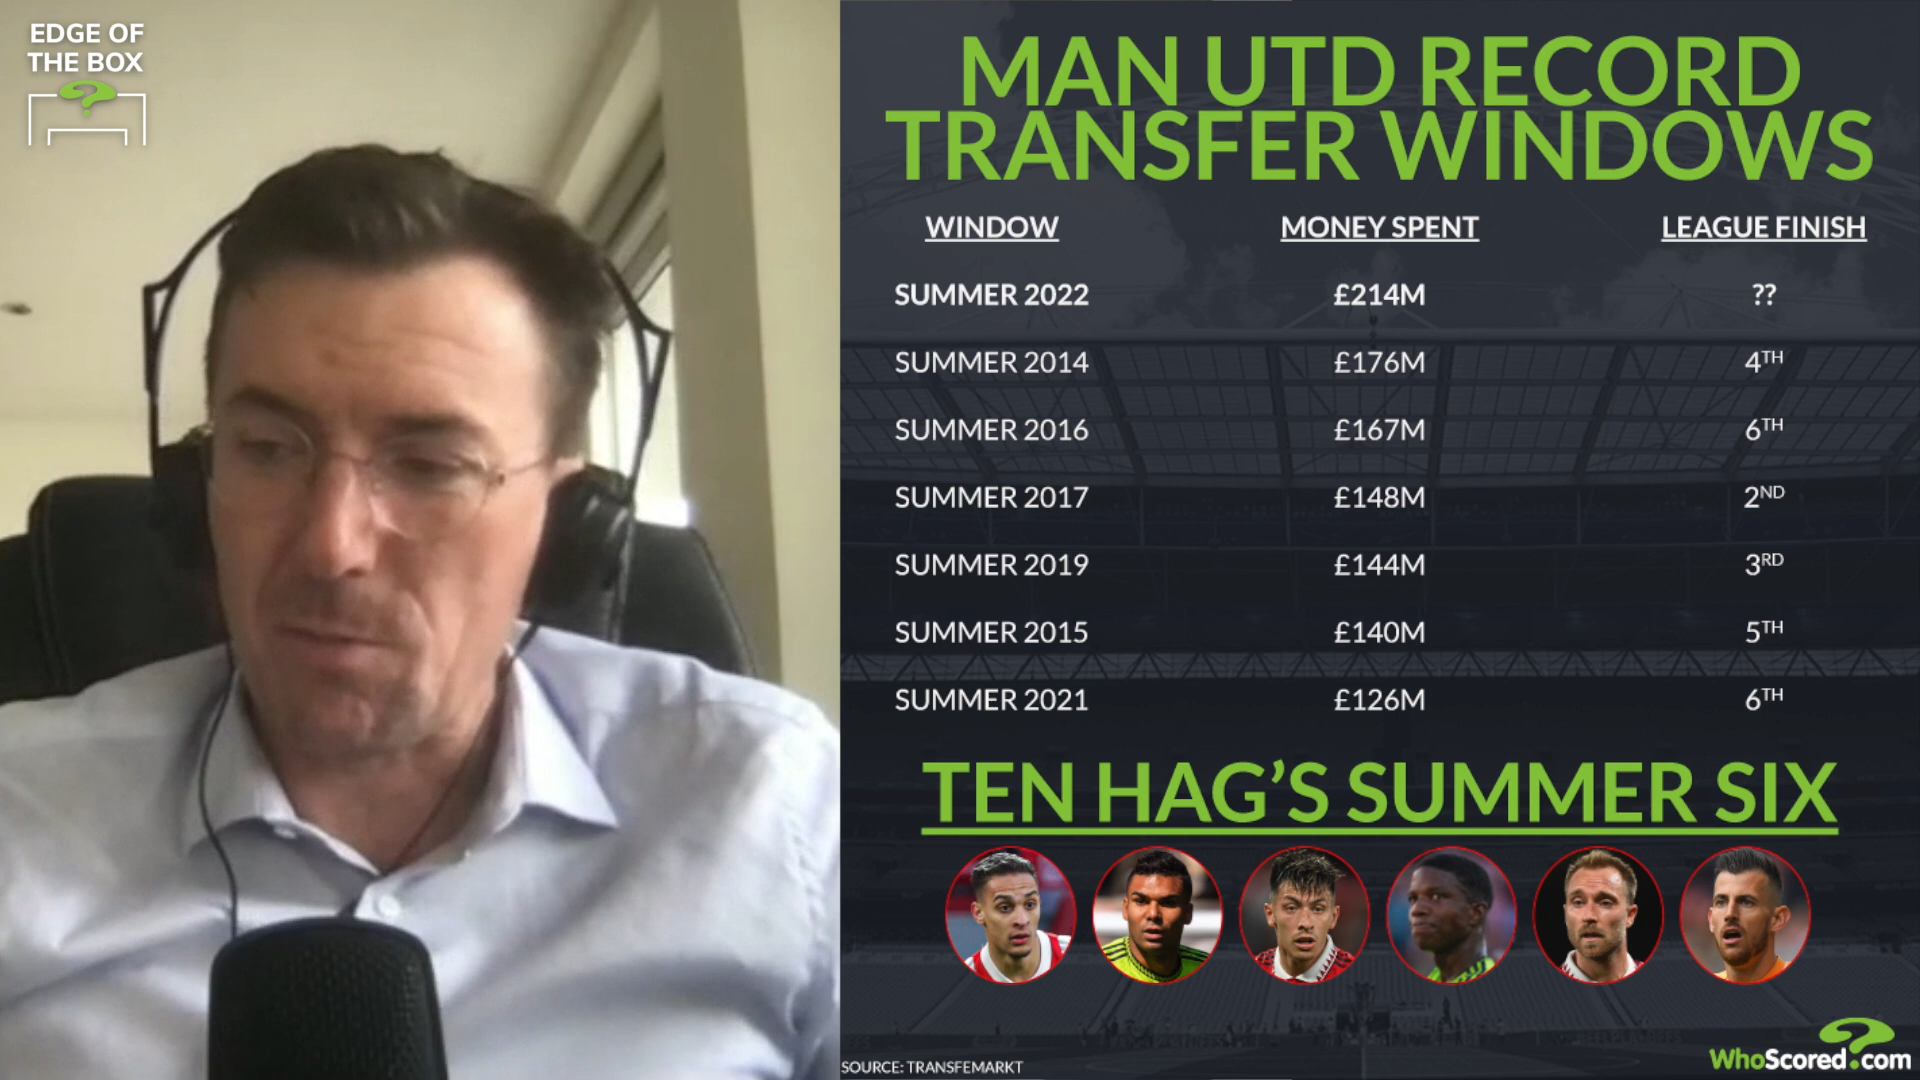 EDGE OF
THE BOX
MAN UTD RECORD
TRANSFER WINDOWS
WINDOW MONEY SPENT LEAGUE FINISH
SUMMER 2022 £214M ??
SUMMER 2014 £176M 4TH
SUMMER 2016 £167M 6TH
SUMMER 2017 £148M 2ND
SUMMER 2019 £144M 3RD
SUMMER 2015 £140M 5TH
SUMMER 2021 £126M 6TH
TEN HAG’S SUMMER SIX
SOURCE: TRANSFEMARKT
WhoScored.com